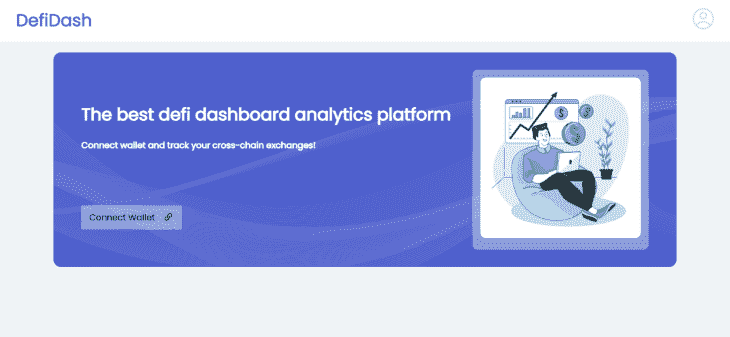 DefiDash
The best defi dashboard analytics platform
Connect wallet and track your cross-chain exchanges!
Connect Wallet